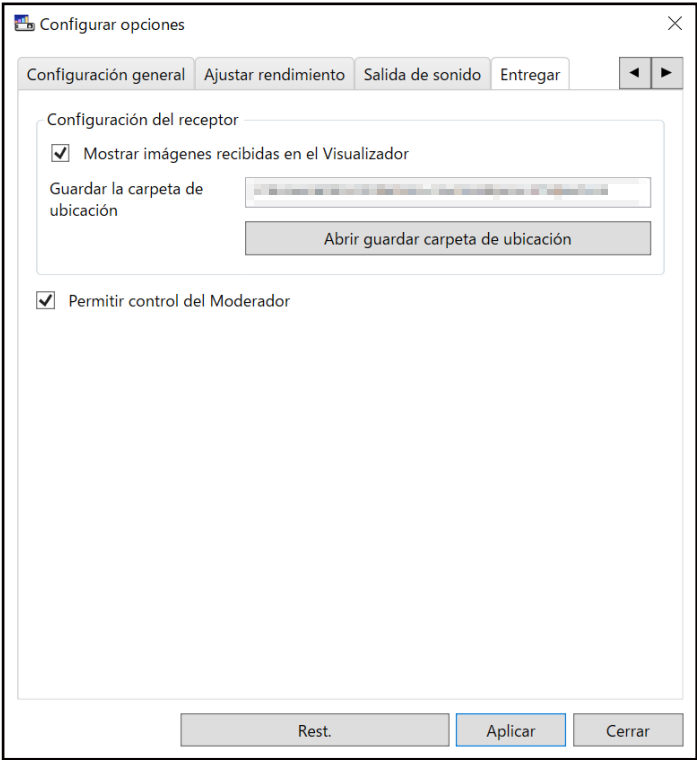 Configurar opciones
Configuración general
Ajustar rendimiento
Salida de sonido
Entregar
Configuración del receptor
Mostrar imágenes recibidas en el Visualizador
Guardar la carpeta de
ubicación
Abrir guardar carpeta de ubicación
Permitir control del Moderador
Rest.
Aplicar
Cerrar